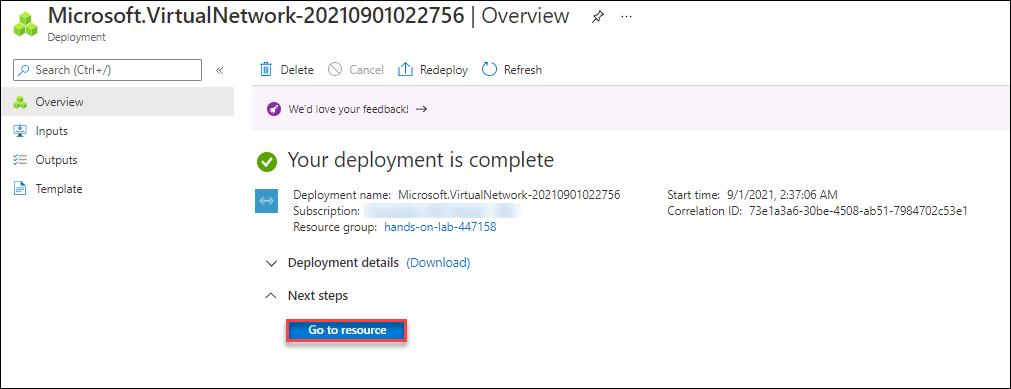 Microsoft.VirtualNetwork-20210901022756 | Overview
Deployment
Search (Ctrl+/)
Overview
Inputs
Outputs
Template
Delete Cancel Redeploy Refresh
We'd love your feedback! →
Your deployment is complete
Deployment name: Microsoft.VirtualNetwork-20210901022756 Start time: 9/1/2021, 2:37:06 AM
Subscription: Correlation ID: 73e1a3a6-30be-4508-ab51-7984702c53e1
Resource group: hands-on-lab-447158
Deployment details (Download)
Next steps
Go to resource